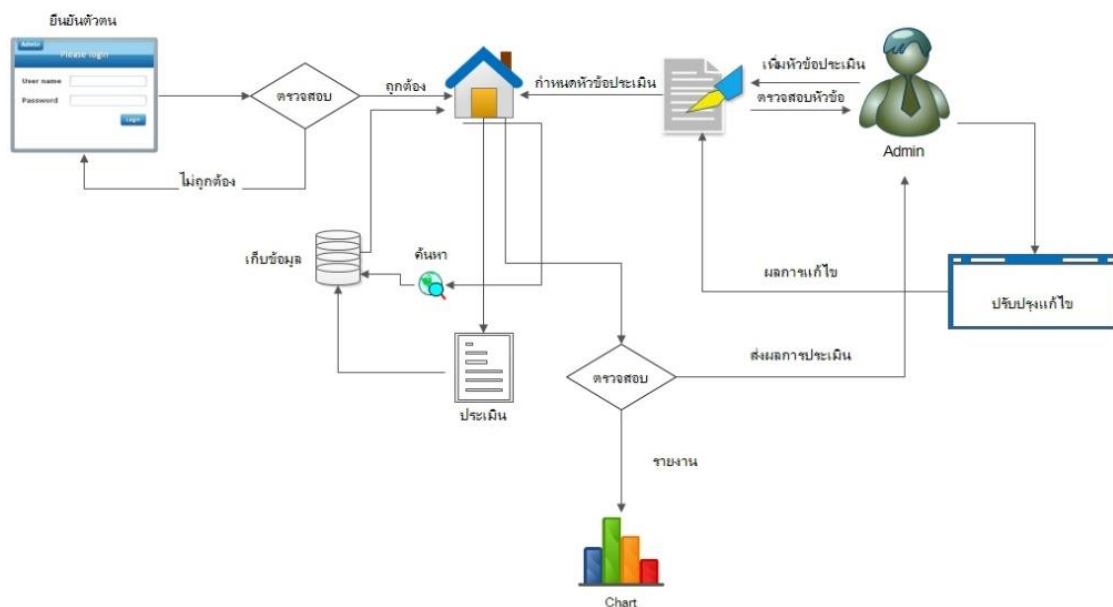 ยืนยันตัวตน
Admin
Please login
User name
Password
Login
ตรวจสอบ
ถูกต้อง
ไม่ถูกต้อง
กำหนดหัวข้อประเมิน
เพิ่มหัวข้อประเมิน
ตรวจสอบหัวข้อ
Admin
เก็บข้อมูล
ค้นหา
ประเมิน
ผลการแก้ไข
ปรับปรุงแก้ไข
ตรวจสอบ
ส่งผลการประเมิน
รายงาน
Chart